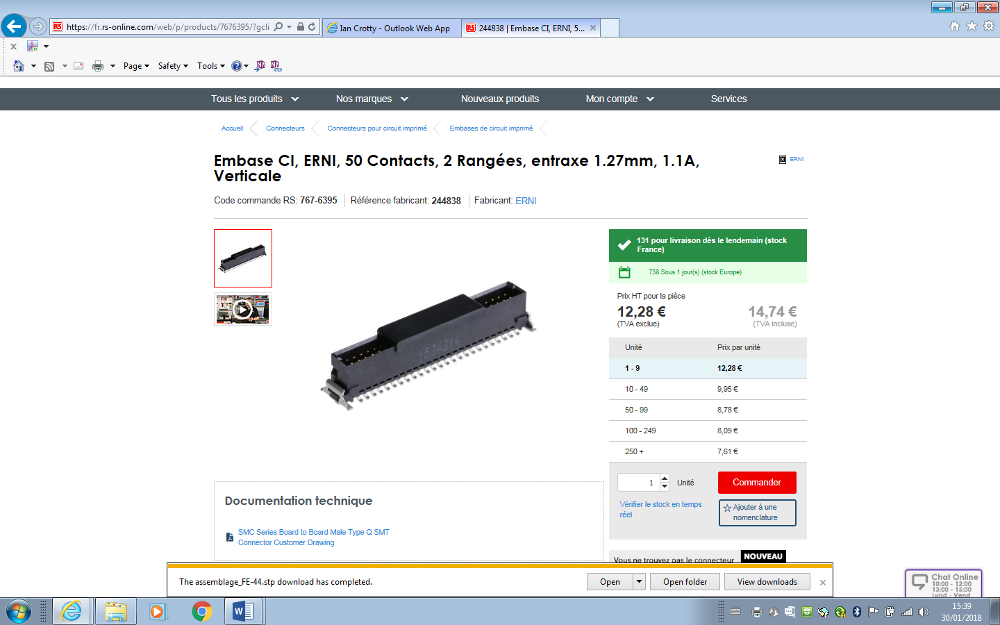 https://fr.rs-online.com/web/p/products/7676395/?gcli
Ian Crotty - Outlook Web App
244838 | Embase CI, ERNI, 5...
Page
Safety
Tools
Tous les produits
Nos marques
Nouveaux produits
Mon compte
Services
Accueil
Connecteurs
Connecteurs pour circuit imprimé
Embases de circuit imprimé
Embase CI, ERNI, 50 Contacts, 2 Rangées, entraxe 1.27mm, 1.1A,
Verticale
ERNI
Code commande RS: 767-6395
Référence fabricant: 244838
Fabricant: ERNI
131 pour livraison dès le lendemain (stock
France)
738 Sous 1 jour(s) (stock Europe)
Prix HT pour la pièce
12,28 € 14,74 €
(TVA exclue) (TVA incluse)
Unité Prix par unité
1 - 9 12,28 €
10 - 49 9,95 €
50 - 99 8,78 €
100 - 249 8,09 €
250 + 7,61 €
1 Unité
Commander
Vérifier le stock en temps
réel
Ajouter à une
nomenclature
Documentation technique
SMC Series Board to Board Male Type Q SMT
Connector Customer Drawing
Vous ne trouvez pas le connecteur
NOUVEAU
The assemblage_FE-44.stp download has completed.
Open
Open folder
View downloads
Chat Online
10:00 - 12:00
13:00 - 15:00
Lund - Vend
15:39
30/01/2018